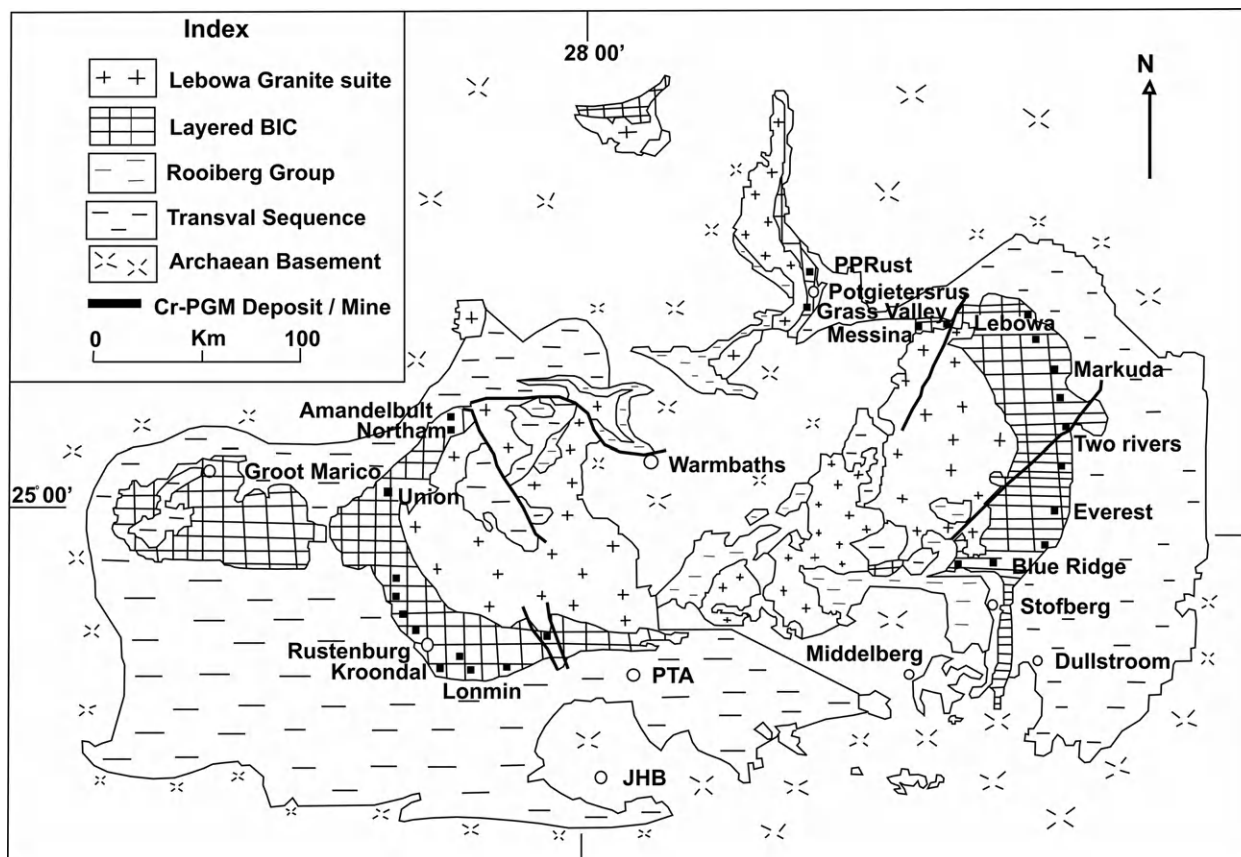 Index
Lebowa Granite suite
Layered BIC
Rooiberg Group
Transval Sequence
Archaean Basement
Cr-PGM Deposit / Mine
0 Km 100
28 00'
N
PPRust
Potgietersrus
Grass Valley
Messina
Lebowa
Markuda
Amandelbult
Northam
Two rivers
Warmbaths
Groot Marico
Union
25° 00'
Everest
Blue Ridge
Stofberg
Rustenburg
Kroondal
Lonmin
PTA
Middelberg
Dullstroom
JHB